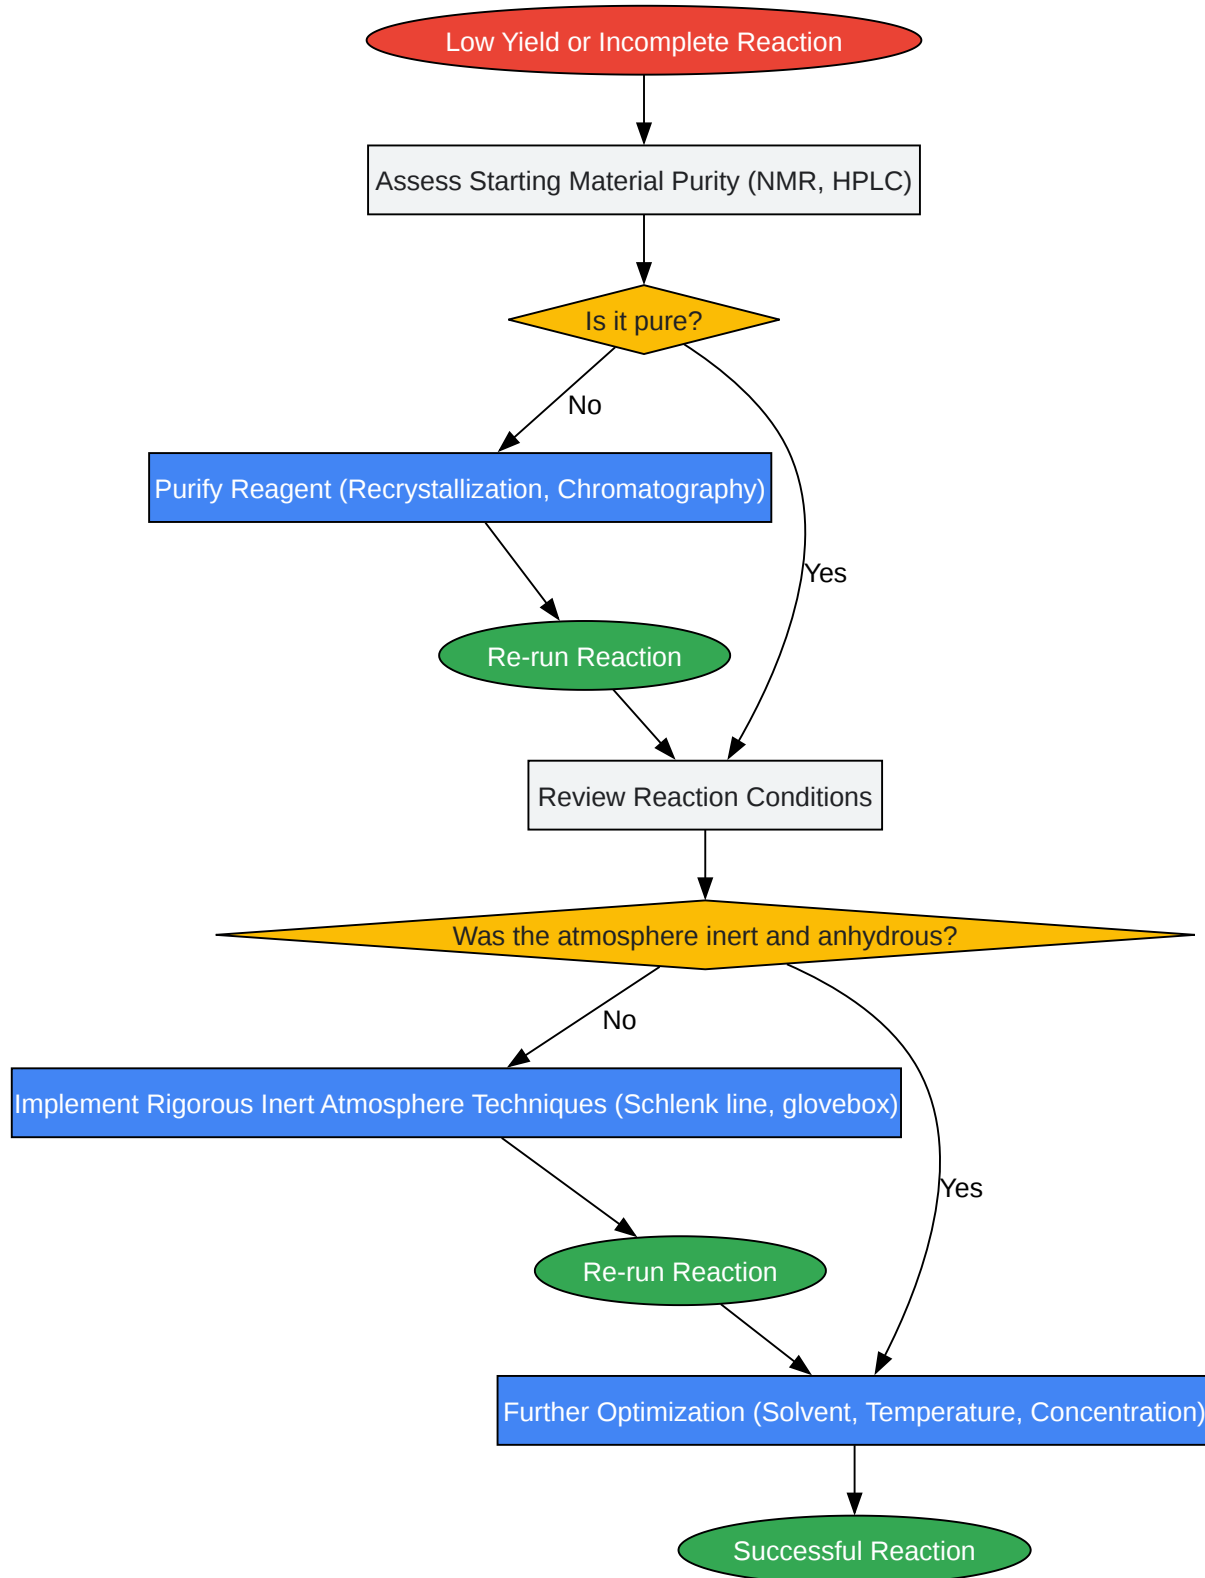 Low Yield or Incomplete Reaction
Assess Starting Material Purity (NMR, HPLC)
Is it pure?
No
Purify Reagent (Recrystallization, Chromatography)
Yes
Re-run Reaction
Review Reaction Conditions
Was the atmosphere inert and anhydrous?
No
Implement Rigorous Inert Atmosphere Techniques (Schlenk line, glovebox)
Yes
Re-run Reaction
Further Optimization (Solvent, Temperature, Concentration)
Successful Reaction